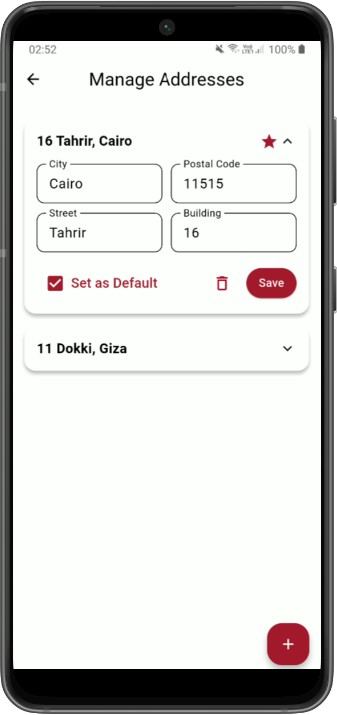 02:52 100%
Manage Addresses
16 Tahrir, Cairo
City Postal Code
Cairo 11515
Street Building
Tahrir 16
Set as Default Save
11 Dokki, Giza
+